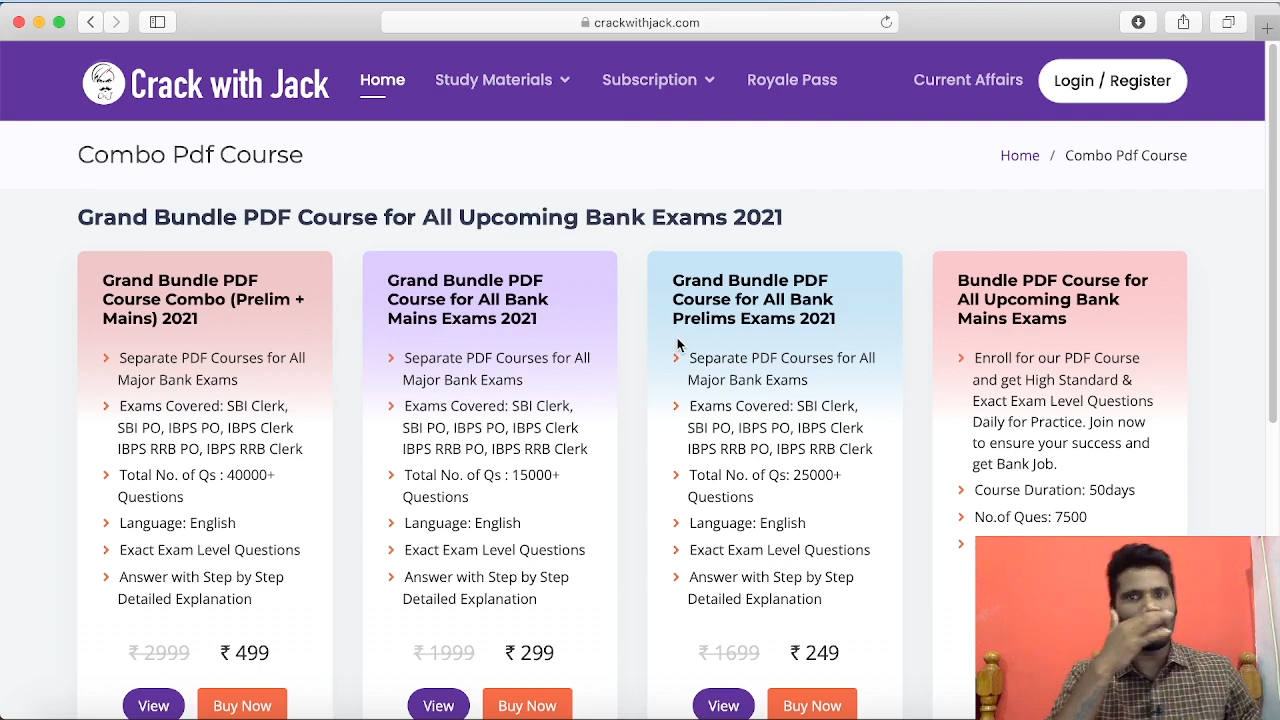 crackwithjack.com
Crack with Jack
Home
Study Materials
Subscription
Royale Pass
Current Affairs
Login / Register
Combo Pdf Course
Home / Combo Pdf Course
Grand Bundle PDF Course for All Upcoming Bank Exams 2021
Grand Bundle PDF
Course Combo (Prelim +
Mains) 2021
Separate PDF Courses for All
Major Bank Exams
Exams Covered: SBI Clerk,
SBI PO, IBPS PO, IBPS Clerk
IBPS RRB PO, IBPS RRB Clerk
Total No. of Qs : 40000+
Questions
Language: English
Exact Exam Level Questions
Answer with Step by Step
Detailed Explanation
₹ 2999 ₹ 499
View Buy Now
Grand Bundle PDF
Course for All Bank
Mains Exams 2021
Separate PDF Courses for All
Major Bank Exams
Exams Covered: SBI Clerk,
SBI PO, IBPS PO, IBPS Clerk
IBPS RRB PO, IBPS RRB Clerk
Total No. of Qs : 15000+
Questions
Language: English
Exact Exam Level Questions
Answer with Step by Step
Detailed Explanation
₹ 1999 ₹ 299
View Buy Now
Grand Bundle PDF
Course for All Bank
Prelims Exams 2021
Separate PDF Courses for All
Major Bank Exams
Exams Covered: SBI Clerk,
SBI PO, IBPS PO, IBPS Clerk
IBPS RRB PO, IBPS RRB Clerk
Total No. of Qs: 25000+
Questions
Language: English
Exact Exam Level Questions
Answer with Step by Step
Detailed Explanation
₹ 1699 ₹ 249
View Buy Now
Bundle PDF Course for
All Upcoming Bank
Mains Exams
Enroll for our PDF Course
and get High Standard &
Exact Exam Level Questions
Daily for Practice. Join now
to ensure your success and
get Bank Job.
Course Duration: 50days
No.of Ques: 7500